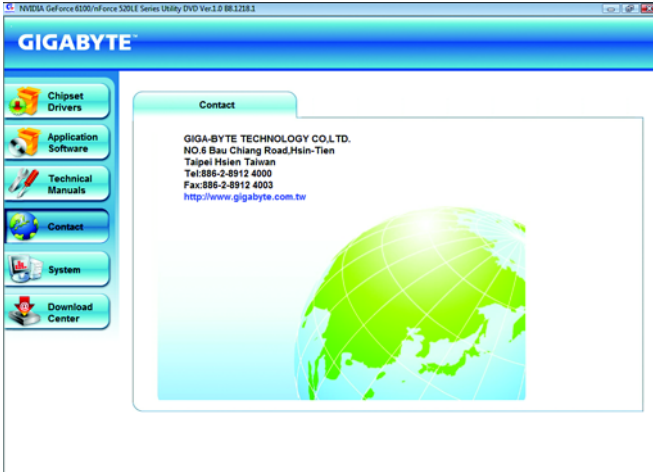 NVIDIA GeForce 6100/nForce 520LE Series Utility DVD Ver.1.0 B8.1218.1
GIGABYTE™
Chipset
Drivers
Application
Software
Technical
Manuals
Contact
System
Download
Center
Contact
GIGA-BYTE TECHNOLOGY CO,LTD.
NO.6 Bau Chiang Road,Hsin-Tien
Taipei Hsien Taiwan
Tel:886-2-8912 4000
Fax:886-2-8912 4003
http://www.gigabyte.com.tw